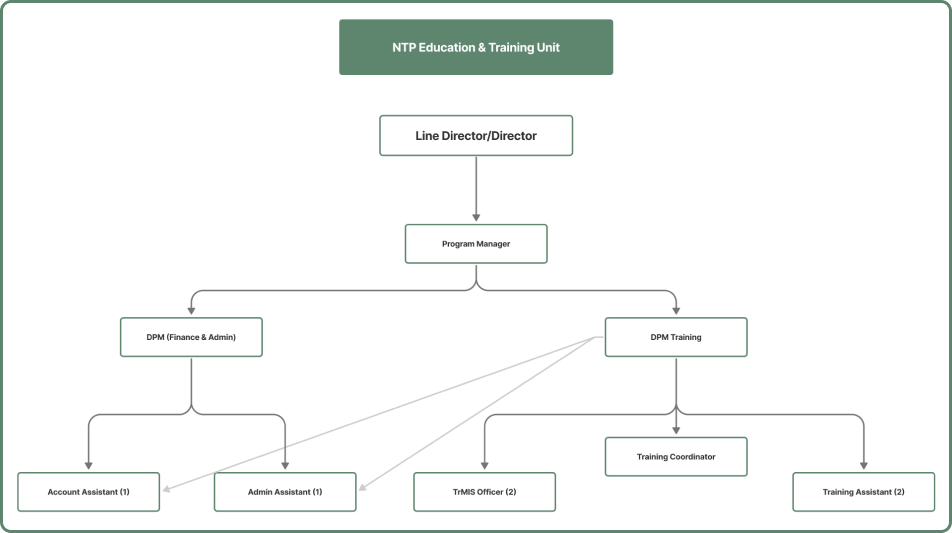 NTP Education & Training Unit
Line Director/Director
Program Manager
DPM (Finance & Admin)
DPM Training
Training Coordinator
Account Assistant (1)
Admin Assistant (1)
TrMIS Officer (2)
Training Assistant (2)